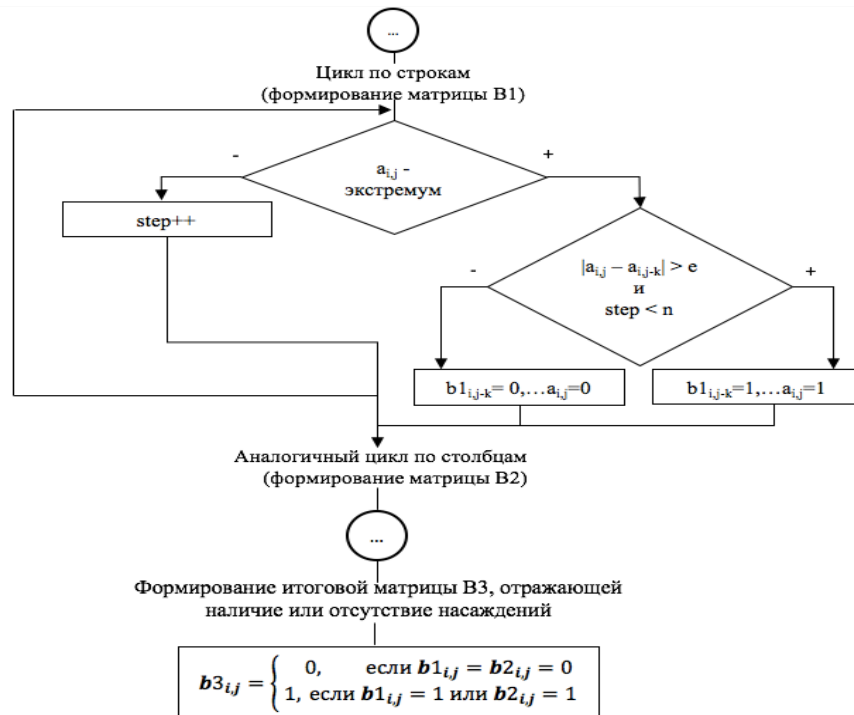 ...
Цикл по строкам
(формирование матрицы B1)
-
+
a_{i,j} -
экстремум
step++
|a_{i,j} – a_{i,j-k}| > e
и
step < n
-
+
b1_{i,j-k}= 0,…a_{i,j}=0
b1_{i,j-k}=1,…a_{i,j}=1
Аналогичный цикл по столбцам
(формирование матрицы B2)
...
Формирование итоговой матрицы B3, отражающей
наличие или отсутствие насаждений
b3_{i,j} = { 0, если b1_{i,j} = b2_{i,j} = 0
1, если b1_{i,j} = 1 или b2_{i,j} = 1